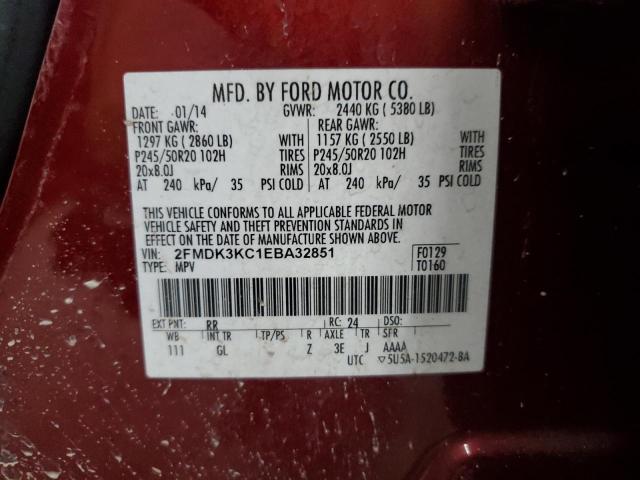 MFD. BY FORD MOTOR CO.
DATE: 01/14 GVWR: 2440 KG ( 5380 LB)
FRONT GAWR: REAR GAWR:
1297 KG ( 2860 LB) WITH 1157 KG ( 2550 LB) WITH
P245/50R20 102H TIRES P245/50R20 102H TIRES
20x8.0J RIMS 20x8.0J RIMS
AT 240 kPa/ 35 PSI COLD AT 240 kPa/ 35 PSI COLD
THIS VEHICLE CONFORMS TO ALL APPLICABLE FEDERAL MOTOR
VEHICLE SAFETY AND THEFT PREVENTION STANDARDS IN
EFFECT ON THE DATE OF MANUFACTURE SHOWN ABOVE.
VIN: 2FMDK3KC1EBA32851 F0129
TYPE: MPV T0160
EXT PNT: RR RC: 24 DSO:
WB INT TR TP/PS R AXLE TR SFR
111 GL Z 3E J AAAA
UTC ▽5U5A-1520472-BA